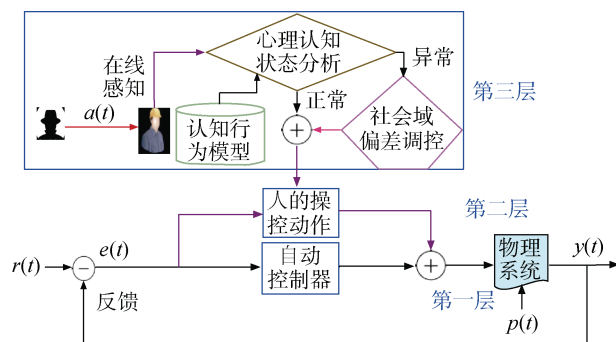 心理认知
状态分析
异常
在线
感知
第三层
a(t)
正常
认知行
为模型
社会域
偏差调控
人的操
控动作
第二层
e(t)
r(t)
自动
控制器
物理
系统
y(t)
反馈
第一层
p(t)